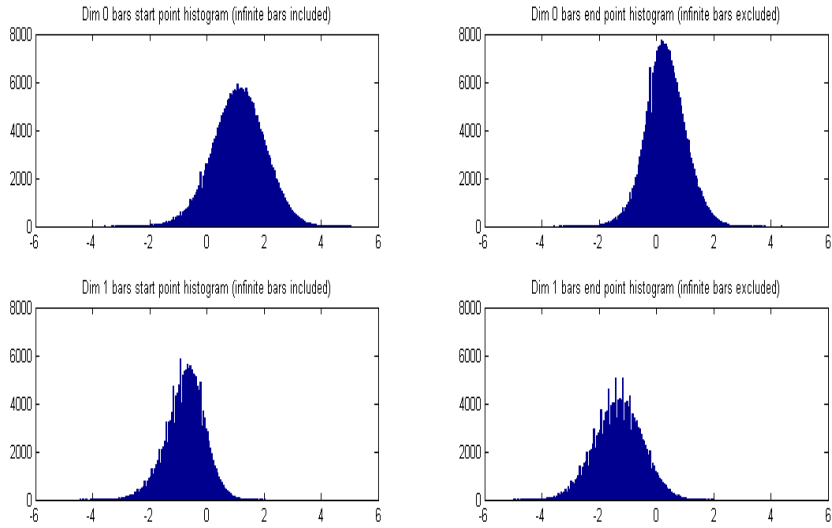 Dim 0 bars start point histogram (infinite bars included)
8000
6000
4000
2000
0
-6 -4 -2 0 2 4 6
Dim 0 bars end point histogram (infinite bars excluded)
8000
6000
4000
2000
0
-6 -4 -2 0 2 4 6
Dim 1 bars start point histogram (infinite bars included)
8000
6000
4000
2000
0
-6 -4 -2 0 2 4 6
Dim 1 bars end point histogram (infinite bars excluded)
8000
6000
4000
2000
0
-6 -4 -2 0 2 4 6